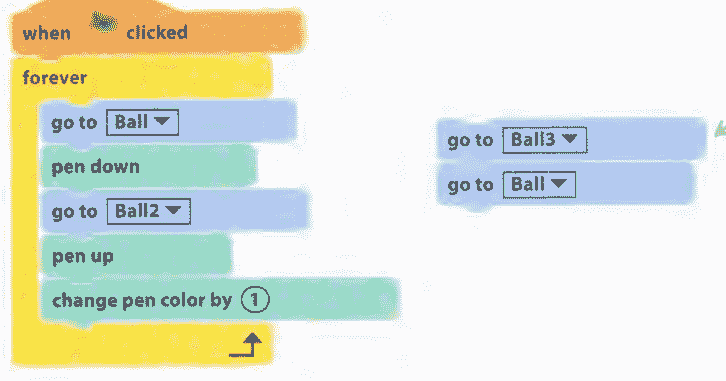 when clicked
forever
go to Ball
pen down
go to Ball2
pen up
change pen color by 1
go to Ball3
go to Ball